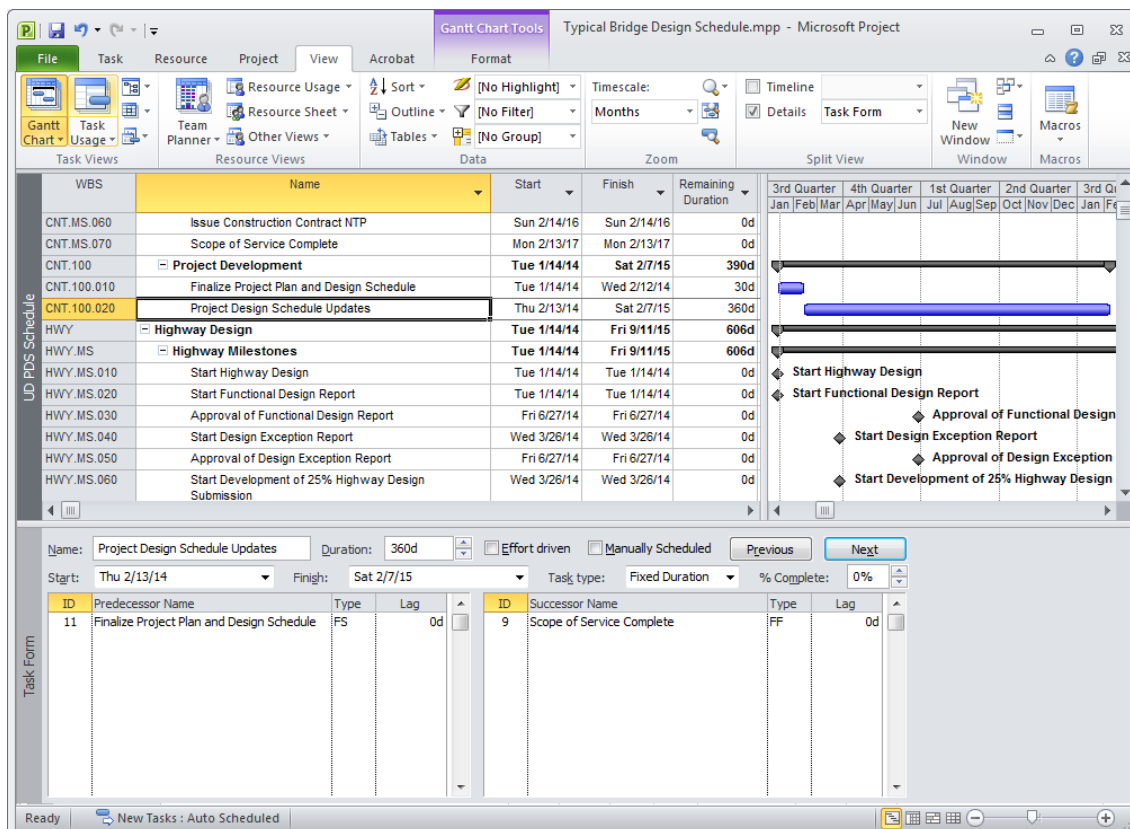 Gantt Chart Tools
Typical Bridge Design Schedule.mpp - Microsoft Project
File Task Resource Project View Acrobat Format
Gantt Chart
Task Usage
Team Planner
Resource Usage
Resource Sheet
Other Views
Sort
Outline
Tables
[No Highlight]
[No Filter]
[No Group]
Timescale:
Months
Timeline
Details Task Form
New Window
Macros
Task Views Resource Views Data Zoom Split View Window Macros
WBS Name Start Finish Remaining Duration
3rd Quarter 4th Quarter 1st Quarter 2nd Quarter 3rd Qu
Jan Feb Mar Apr May Jun Jul Aug Sep Oct Nov Dec Jan Fe
UD PDS Schedule
CNT.MS.060 Issue Construction Contract NTP Sun 2/14/16 Sun 2/14/16 0d
CNT.MS.070 Scope of Service Complete Mon 2/13/17 Mon 2/13/17 0d
CNT.100 Project Development Tue 1/14/14 Sat 2/7/15 390d
CNT.100.010 Finalize Project Plan and Design Schedule Tue 1/14/14 Wed 2/12/14 30d
CNT.100.020 Project Design Schedule Updates Thu 2/13/14 Sat 2/7/15 360d
HWY Highway Design Tue 1/14/14 Fri 9/11/15 606d
HWY.MS Highway Milestones Tue 1/14/14 Fri 9/11/15 606d
HWY.MS.010 Start Highway Design Tue 1/14/14 Tue 1/14/14 0d Start Highway Design
HWY.MS.020 Start Functional Design Report Tue 1/14/14 Tue 1/14/14 0d Start Functional Design Report
HWY.MS.030 Approval of Functional Design Report Fri 6/27/14 Fri 6/27/14 0d Approval of Functional Design
HWY.MS.040 Start Design Exception Report Wed 3/26/14 Wed 3/26/14 0d Start Design Exception Report
HWY.MS.050 Approval of Design Exception Report Fri 6/27/14 Fri 6/27/14 0d Approval of Design Exception
HWY.MS.060 Start Development of 25% Highway Design Wed 3/26/14 Wed 3/26/14 0d Start Development of 25% Highway Design
Submission
Task Form
Name: Project Design Schedule Updates Duration: 360d Effort driven Manually Scheduled Previous Next
Start: Thu 2/13/14 Finish: Sat 2/7/15 Task type: Fixed Duration % Complete: 0%
ID Predecessor Name Type Lag ID Successor Name Type Lag
11 Finalize Project Plan and Design Schedule FS 0d 9 Scope of Service Complete FF 0d
Ready New Tasks : Auto Scheduled